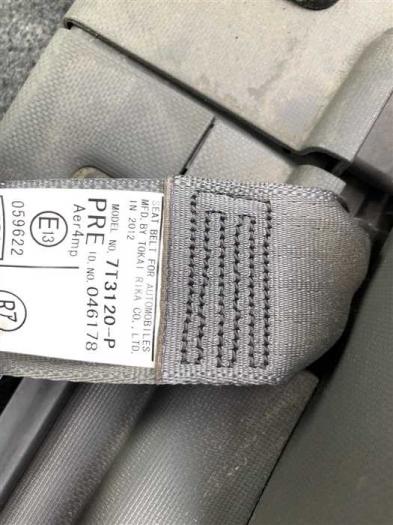 SEAT BELT FOR AUTOMOBILES
MFD. BY TOKAI RIKA CO., LTD.
IN 2012
MODEL NO. 7T3120-P
PRE I.D. NO. 046178
Aer4mp
E13
059622
R7